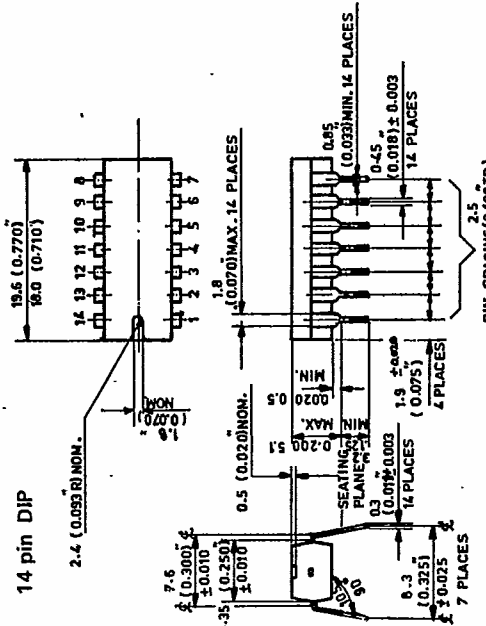 14 pin DIP
19.6 (0.770)"
18.0 (0.710)"
14 13 12 11 10 9 8
1 2 3 4 5 6 7
2.4 (0.093 R) NOM.
(0.070)
NOM
1.8
(0.070)MAX. 14 PLACES
0.85"
(0.033)MIN. 14 PLACES
0.45"
(0.018)± 0.003
14 PLACES
0.5 (0.020)NOM.
0.200 5.1
MAX.
MIN.
0.020 0.5
MIN.
SEATING
PLANE
1.9 ±0.020
(0.075)
4 PLACES
2.5
0.3
(0.011)±0.003
14 PLACES
7.6
(0.300)"
±0.010
.35
(0.250)"
±0.010
90
8.3
(0.325)"
±0.025
7 PLACES